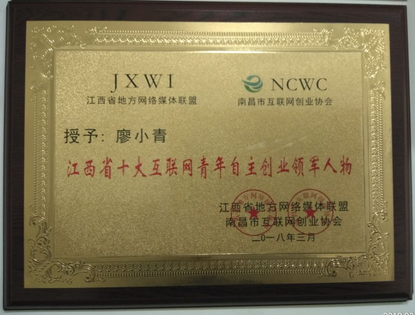 JXWI
江西省地方网络媒体联盟
NCWC
南昌市互联网创业协会
授予：廖小青
江西省十大互联网青年自主创业领军人物
江西省地方网络媒体联盟
南昌市互联网创业协会
二〇一八年三月